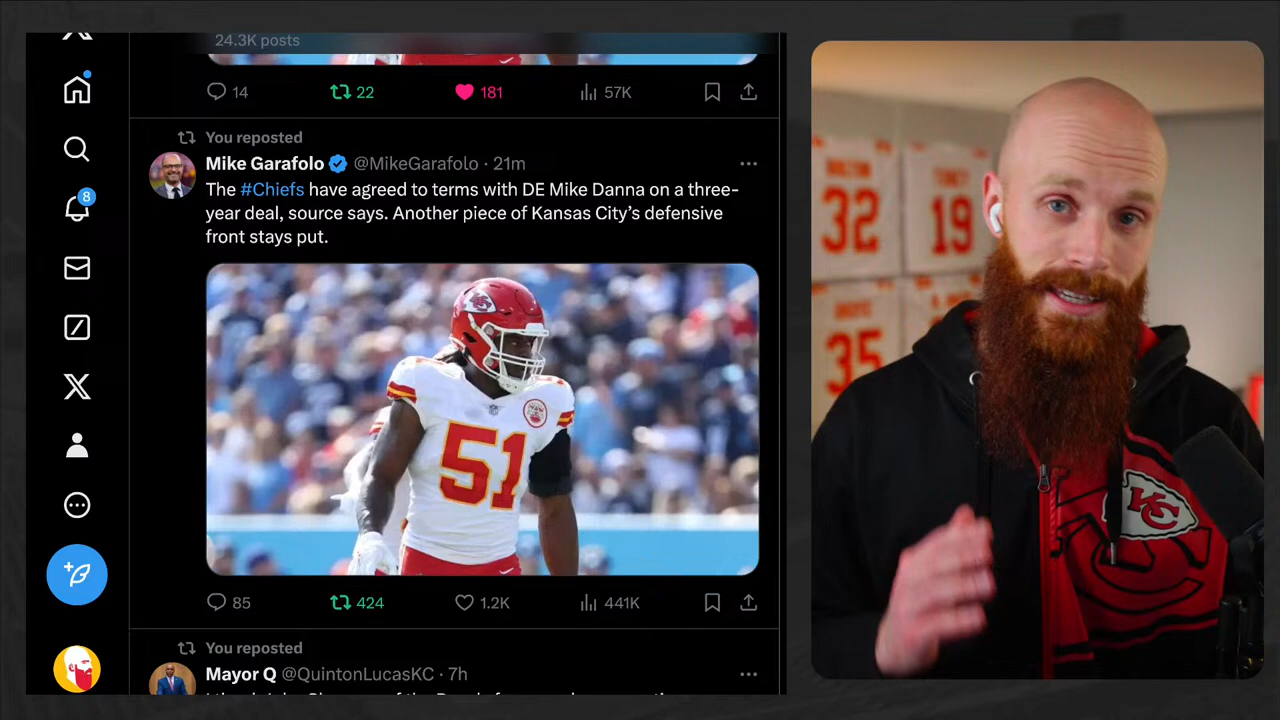 24.3K posts
14
22
181
57K
You reposted
Mike Garafolo @MikeGarafolo · 21m
The #Chiefs have agreed to terms with DE Mike Danna on a three-
year deal, source says. Another piece of Kansas City's defensive
front stays put.
8
51
85
424
1.2K
441K
You reposted
Mayor Q @QuintonLucasKC · 7h
32
19
35
KC